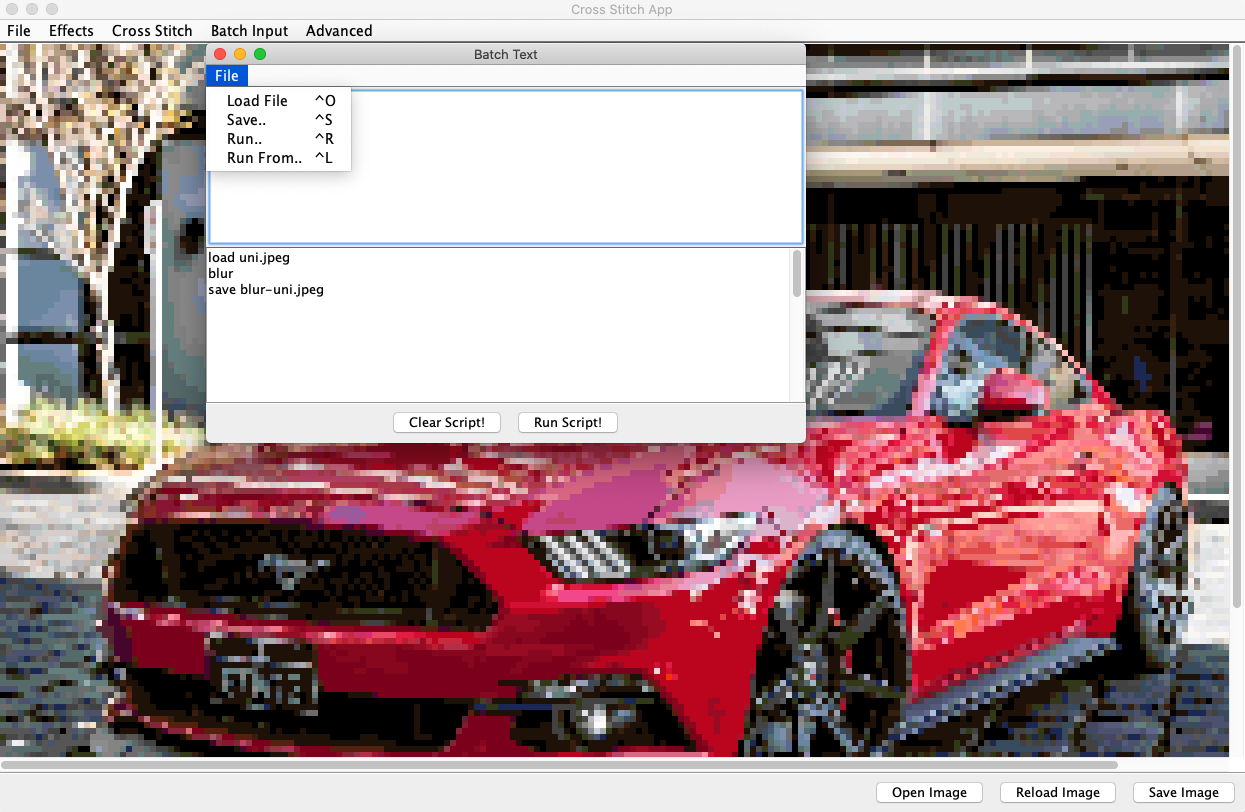 Cross Stitch App
File Effects Cross Stitch Batch Input Advanced
Batch Text
File
Load File ^O
Save.. ^S
Run.. ^R
Run From.. ^L
load uni.jpeg
blur
save blur-uni.jpeg
Clear Script! Run Script!
Open Image Reload Image Save Image